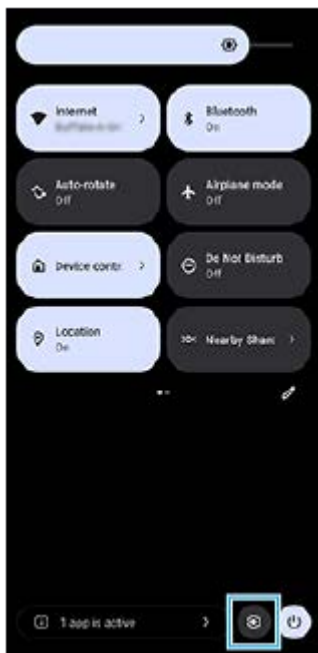 Internet
Bluetooth
On
Auto-rotate
Off
Airplane mode
Off
Device contr
Do Not Disturb
Off
Location
On
Nearby Shar
1 app is active